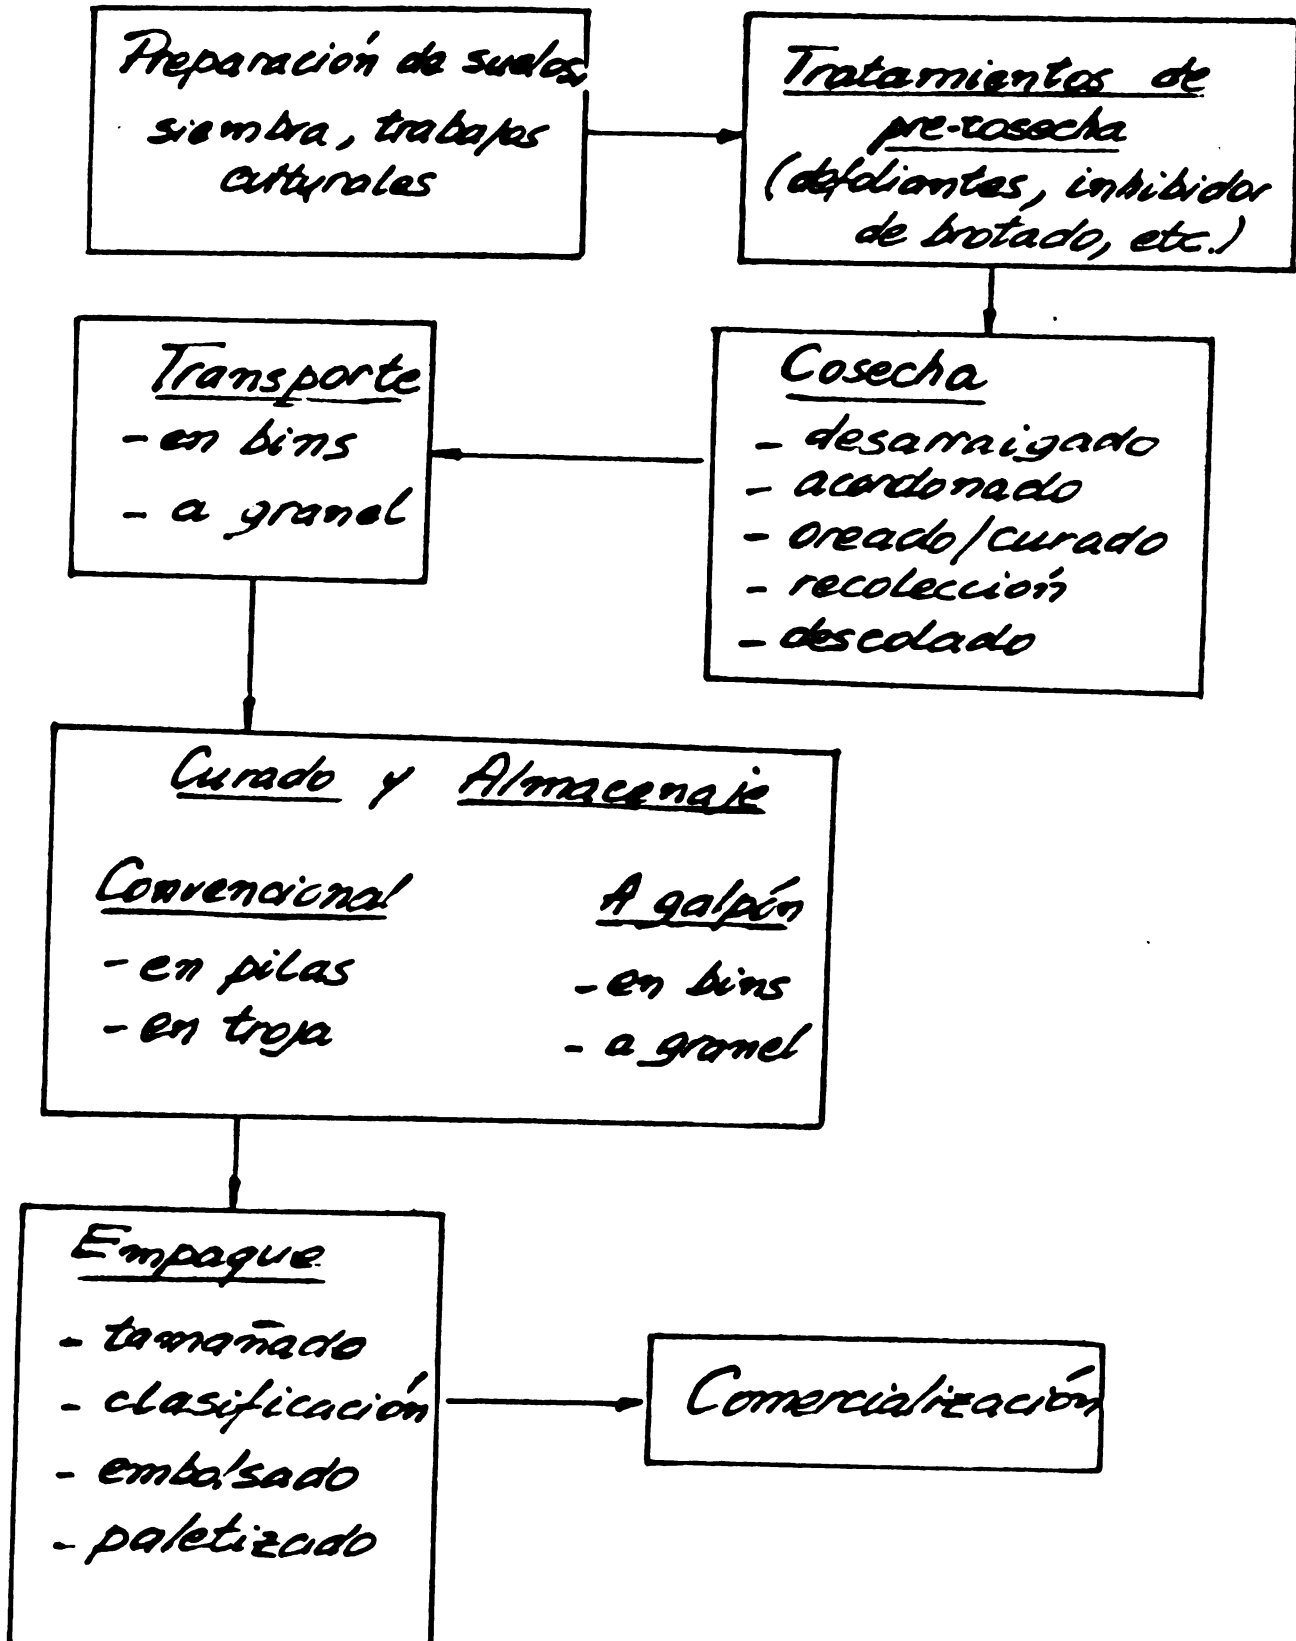 Preparación de suelos,
siembra, trabajos
culturales
Tratamientos de
pre-cosecha
(defoliantes, inhibidor
de brotado, etc.)
Cosecha
- desarraigado
- acordonado
- oreado/curado
- recolección
- descolado
Transporte
- en bins
- a granel
Curado y Almacenaje
Convencional
- en pilas
- en troja
A galpón
- en bins
- a granel
Empaque
- tamañado
- clasificación
- embolsado
- paletizado
Comercialización